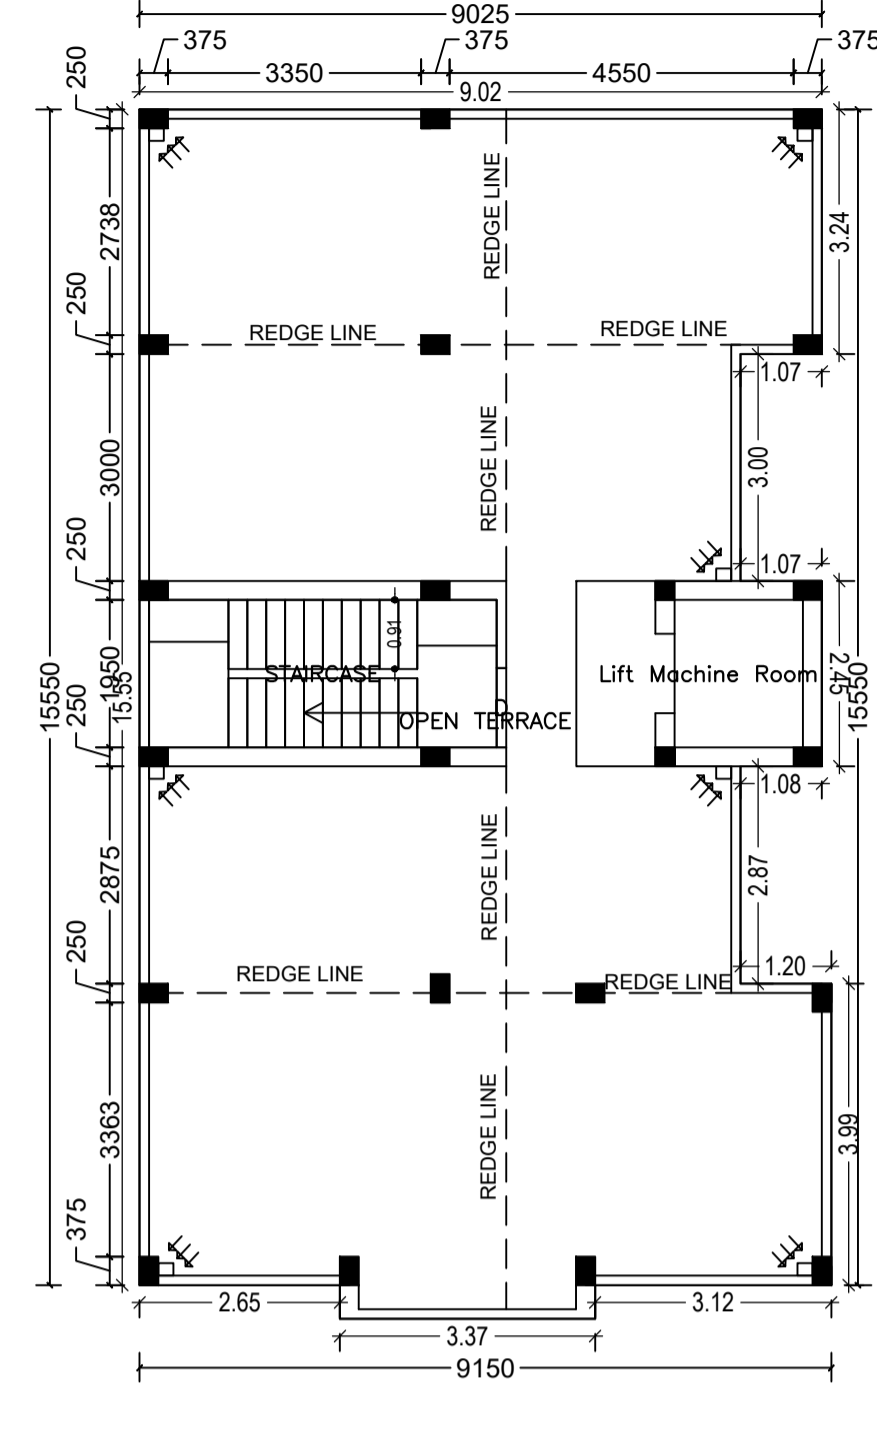 9025
375
375
375
250
3350
4550
9.02
REDGE LINE
2738
3.24
250
REDGE LINE
REDGE LINE
1.07
REDGE LINE
3000
3.00
250
1.07
0.91
STAIRCASE
Lift Machine Room
15550
1950
15.55
2.45
15550
250
D
OPEN TERRACE
1.08
REDGE LINE
2875
2.87
250
1.20
REDGE LINE
REDGE LINE
REDGE LINE
3363
3.99
375
2.65
3.12
3.37
9150